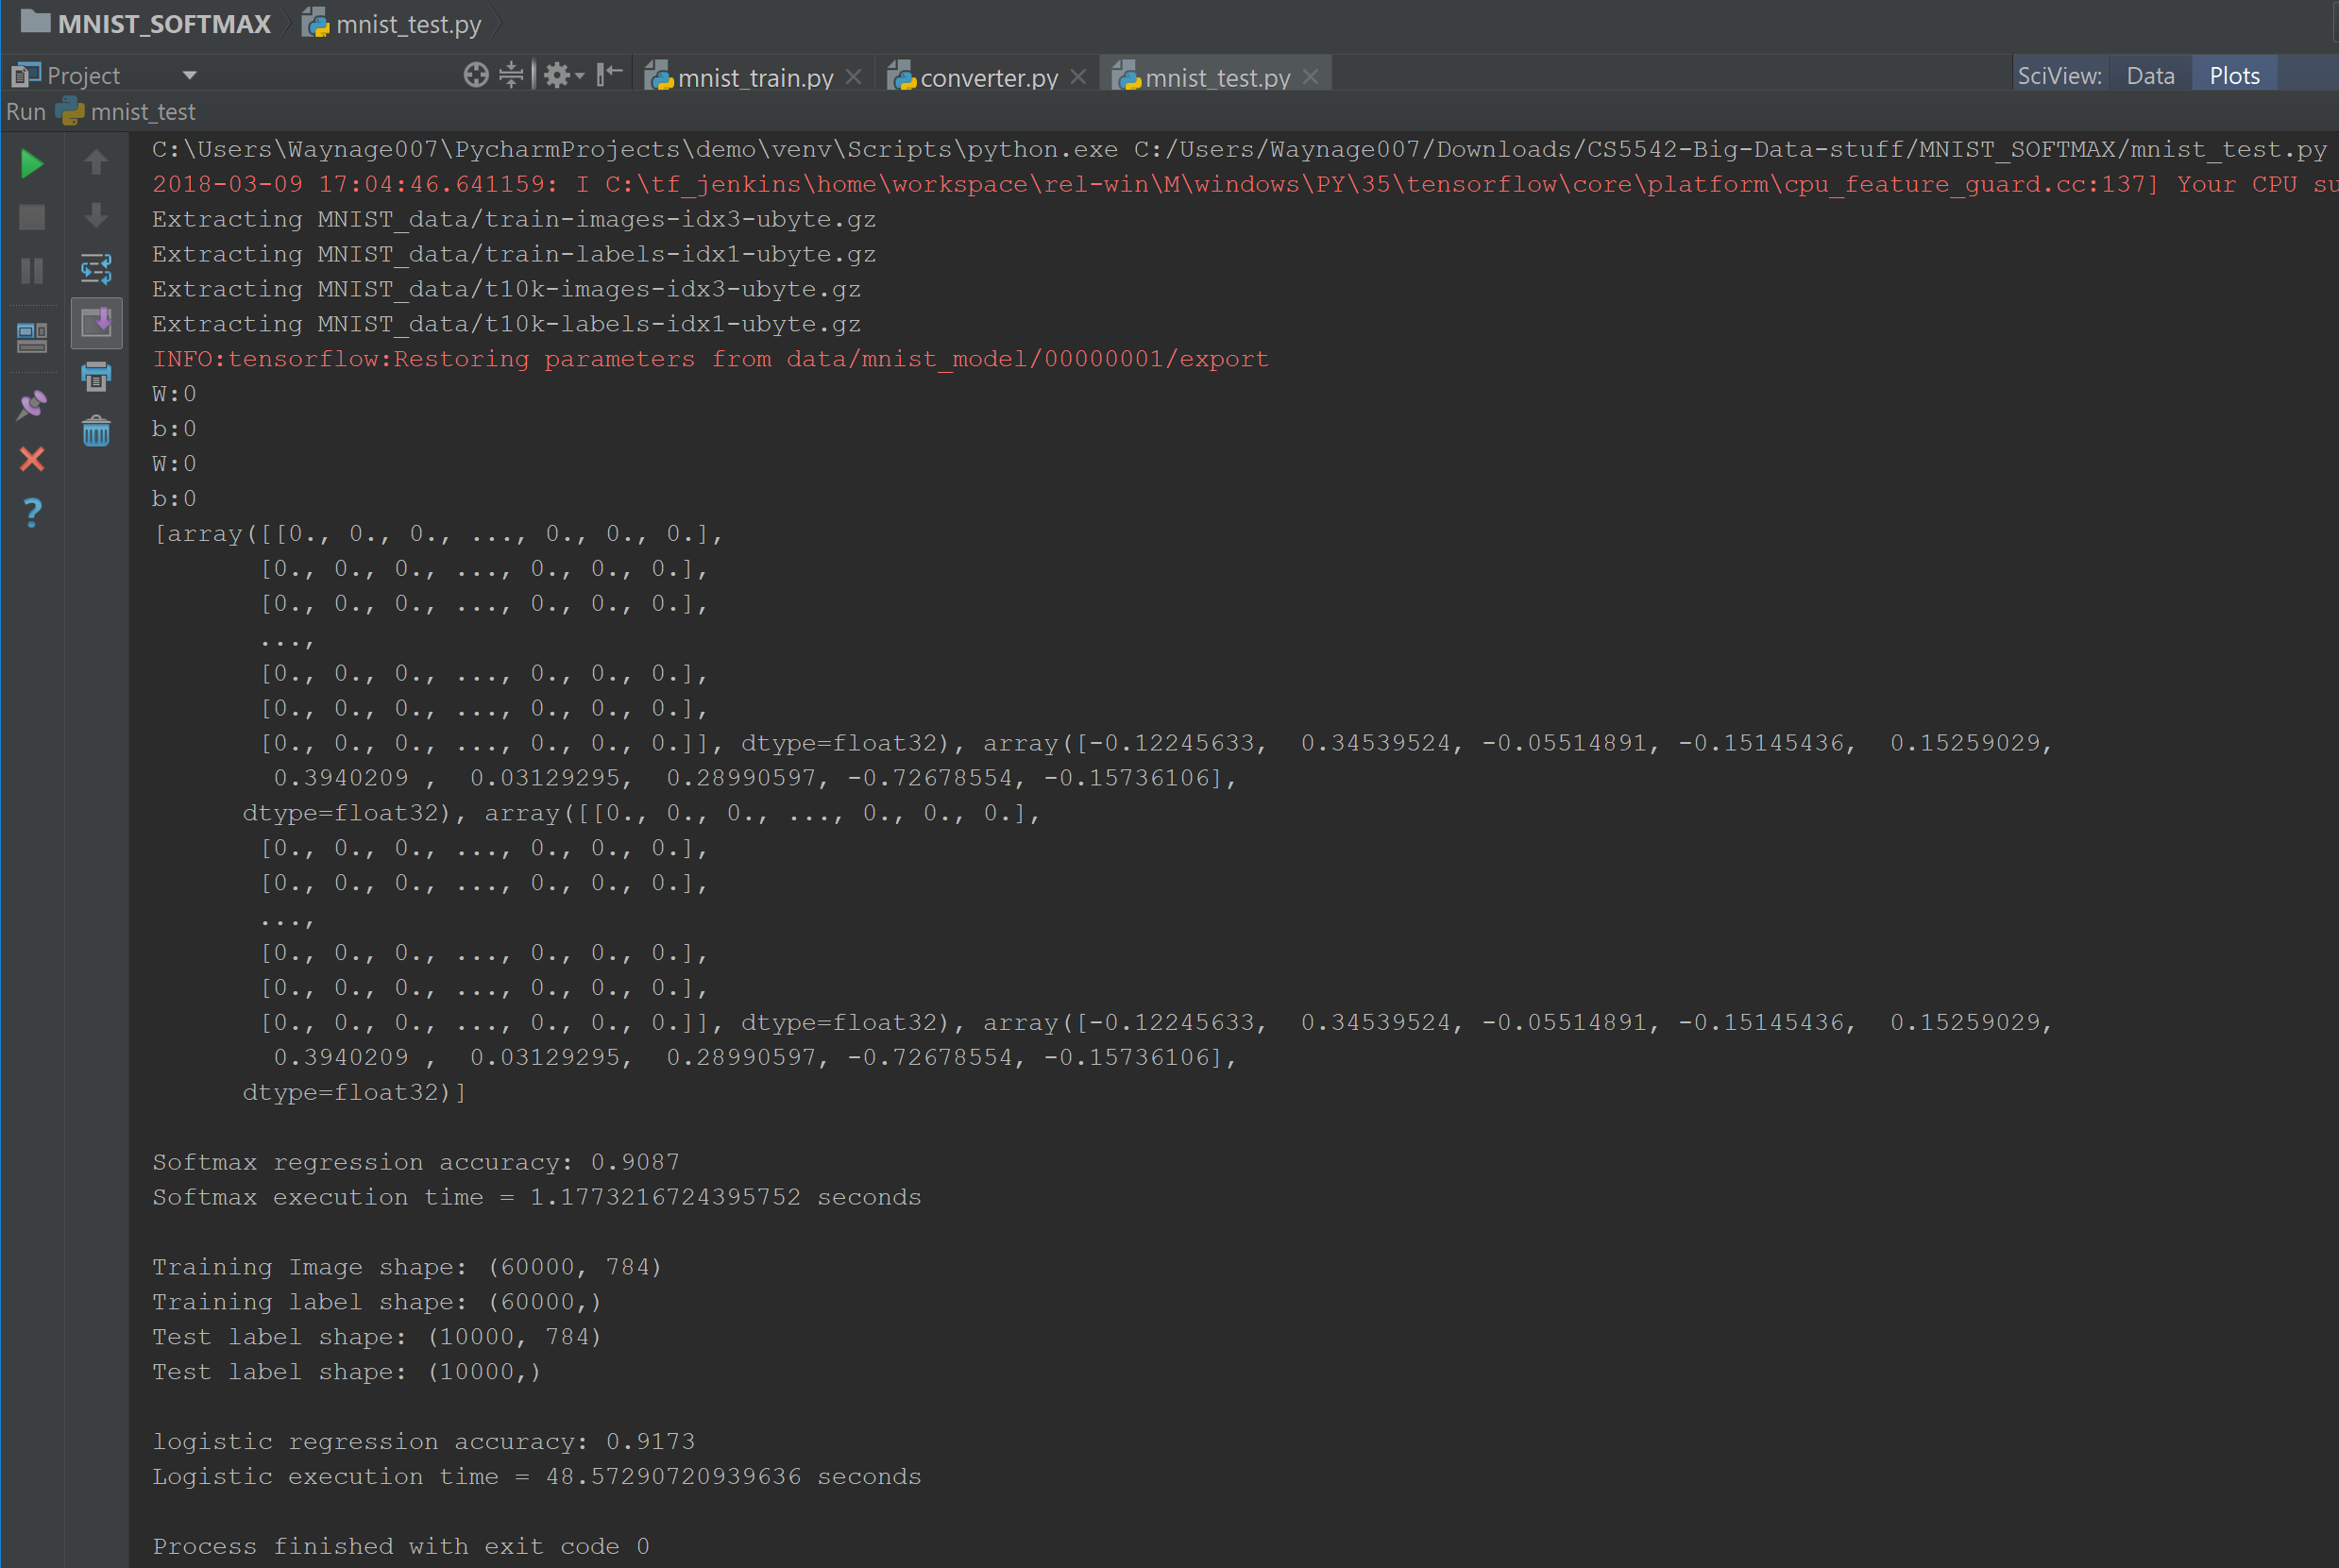 MNIST_SOFTMAX mnist_test.py
Project mnist_train.py converter.py mnist_test.py SciView: Data Plots
Run mnist_test
C:\Users\Waynage007\PycharmProjects\demo\venv\Scripts\python.exe C:/Users/Waynage007/Downloads/CS5542-Big-Data-stuff/MNIST_SOFTMAX/mnist_test.py
2018-03-09 17:04:46.641159: I C:\tf_jenkins\home\workspace\rel-win\M\windows\PY\35\tensorflow\core\platform\cpu_feature_guard.cc:137] Your CPU su
Extracting MNIST_data/train-images-idx3-ubyte.gz
Extracting MNIST_data/train-labels-idx1-ubyte.gz
Extracting MNIST_data/t10k-images-idx3-ubyte.gz
Extracting MNIST_data/t10k-labels-idx1-ubyte.gz
INFO:tensorflow:Restoring parameters from data/mnist_model/00000001/export
W:0
b:0
W:0
b:0
[array([[0., 0., 0., ..., 0., 0., 0.],
[0., 0., 0., ..., 0., 0., 0.],
[0., 0., 0., ..., 0., 0., 0.],
...,
[0., 0., 0., ..., 0., 0., 0.],
[0., 0., 0., ..., 0., 0., 0.],
[0., 0., 0., ..., 0., 0., 0.]], dtype=float32), array([-0.12245633, 0.34539524, -0.05514891, -0.15145436, 0.15259029,
0.3940209 , 0.03129295, 0.28990597, -0.72678554, -0.15736106],
dtype=float32), array([[0., 0., 0., ..., 0., 0., 0.],
[0., 0., 0., ..., 0., 0., 0.],
[0., 0., 0., ..., 0., 0., 0.],
...,
[0., 0., 0., ..., 0., 0., 0.],
[0., 0., 0., ..., 0., 0., 0.],
[0., 0., 0., ..., 0., 0., 0.]], dtype=float32), array([-0.12245633, 0.34539524, -0.05514891, -0.15145436, 0.15259029,
0.3940209 , 0.03129295, 0.28990597, -0.72678554, -0.15736106],
dtype=float32)]
Softmax regression accuracy: 0.9087
Softmax execution time = 1.1773216724395752 seconds
Training Image shape: (60000, 784)
Training label shape: (60000,)
Test label shape: (10000, 784)
Test label shape: (10000,)
logistic regression accuracy: 0.9173
Logistic execution time = 48.57290720939636 seconds
Process finished with exit code 0